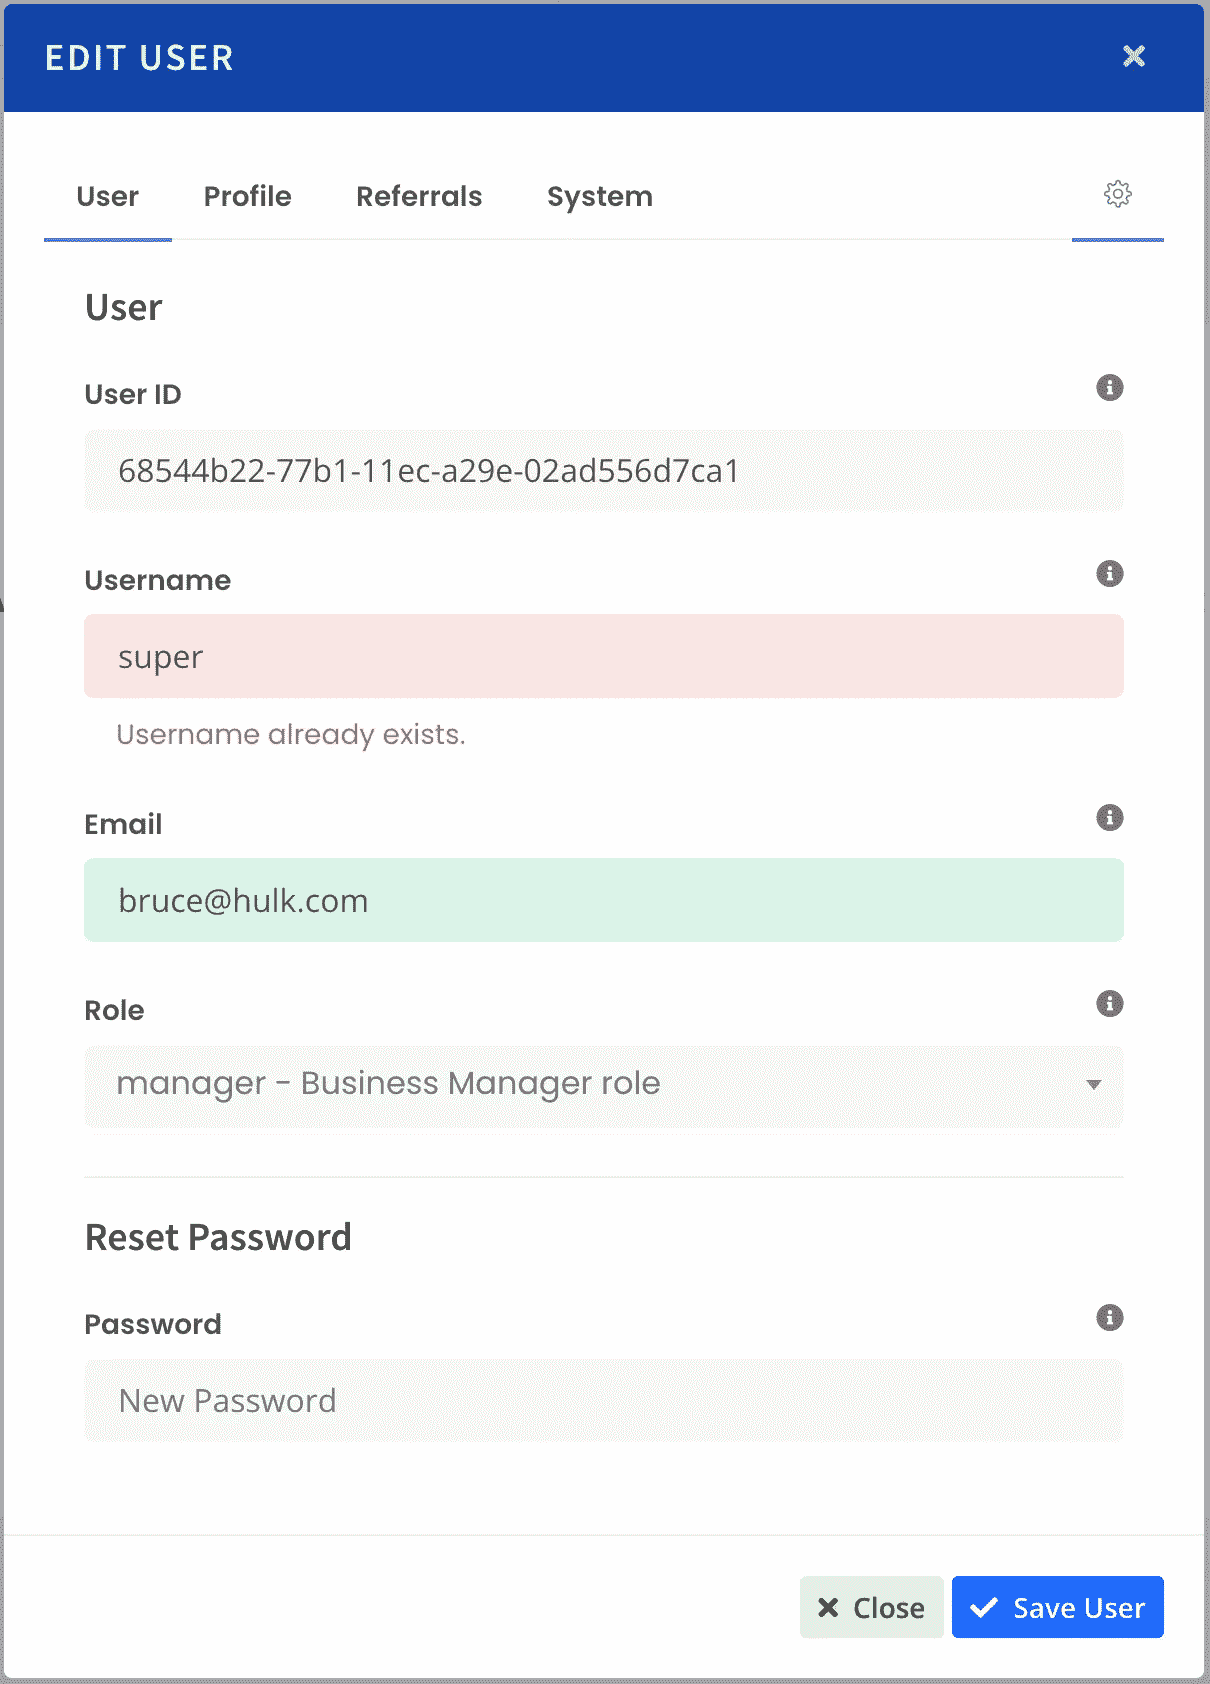 EDIT USER
User Profile Referrals System
User
User ID
68544b22-77b1-11ec-a29e-02ad556d7ca1
Username
super
Username already exists.
Email
bruce@hulk.com
Role
manager - Business Manager role
Reset Password
Password
New Password
Close Save User